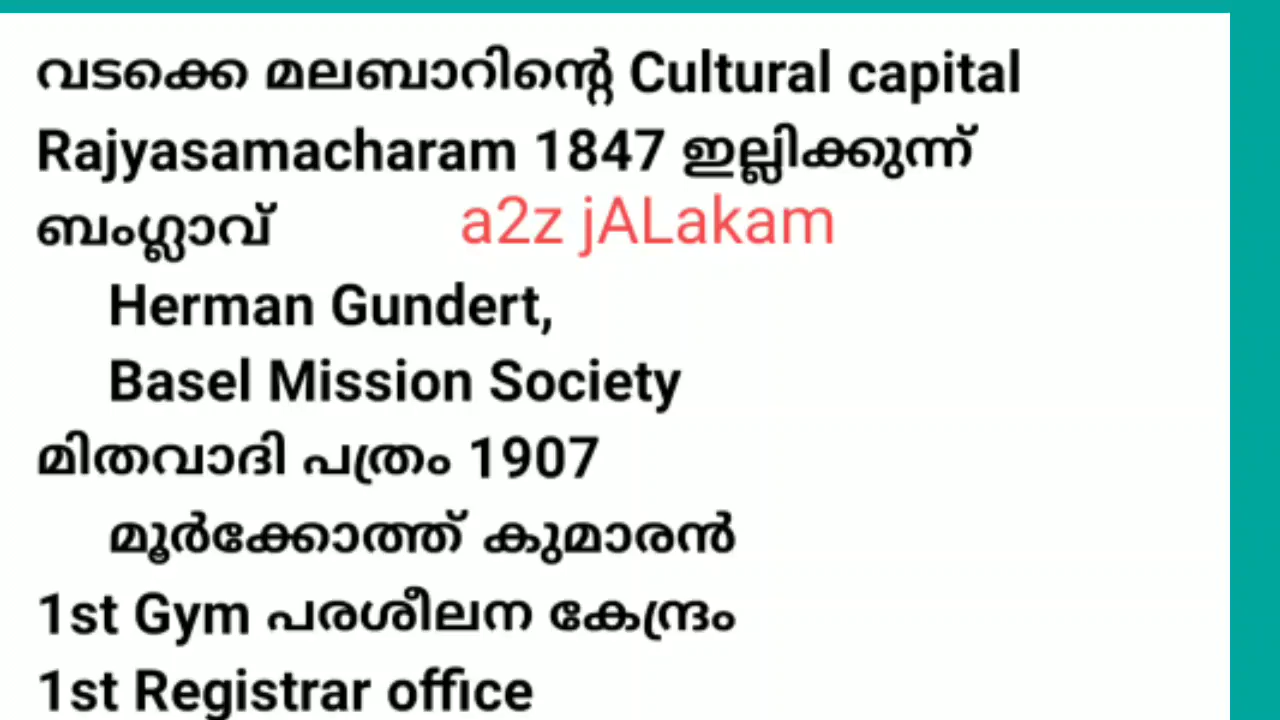 വടക്കെ മലബാറിന്റെ Cultural capital
Rajyasamacharam 1847 ഇല്ലിക്കുന്ന്
ബംഗ്ലാവ്
a2z jALakam
Herman Gundert,
Basel Mission Society
മിതവാദി പത്രം 1907
മൂർക്കോത്ത് കുമാരൻ
1st Gym പരശീലന കേന്ദ്രം
1st Registrar office